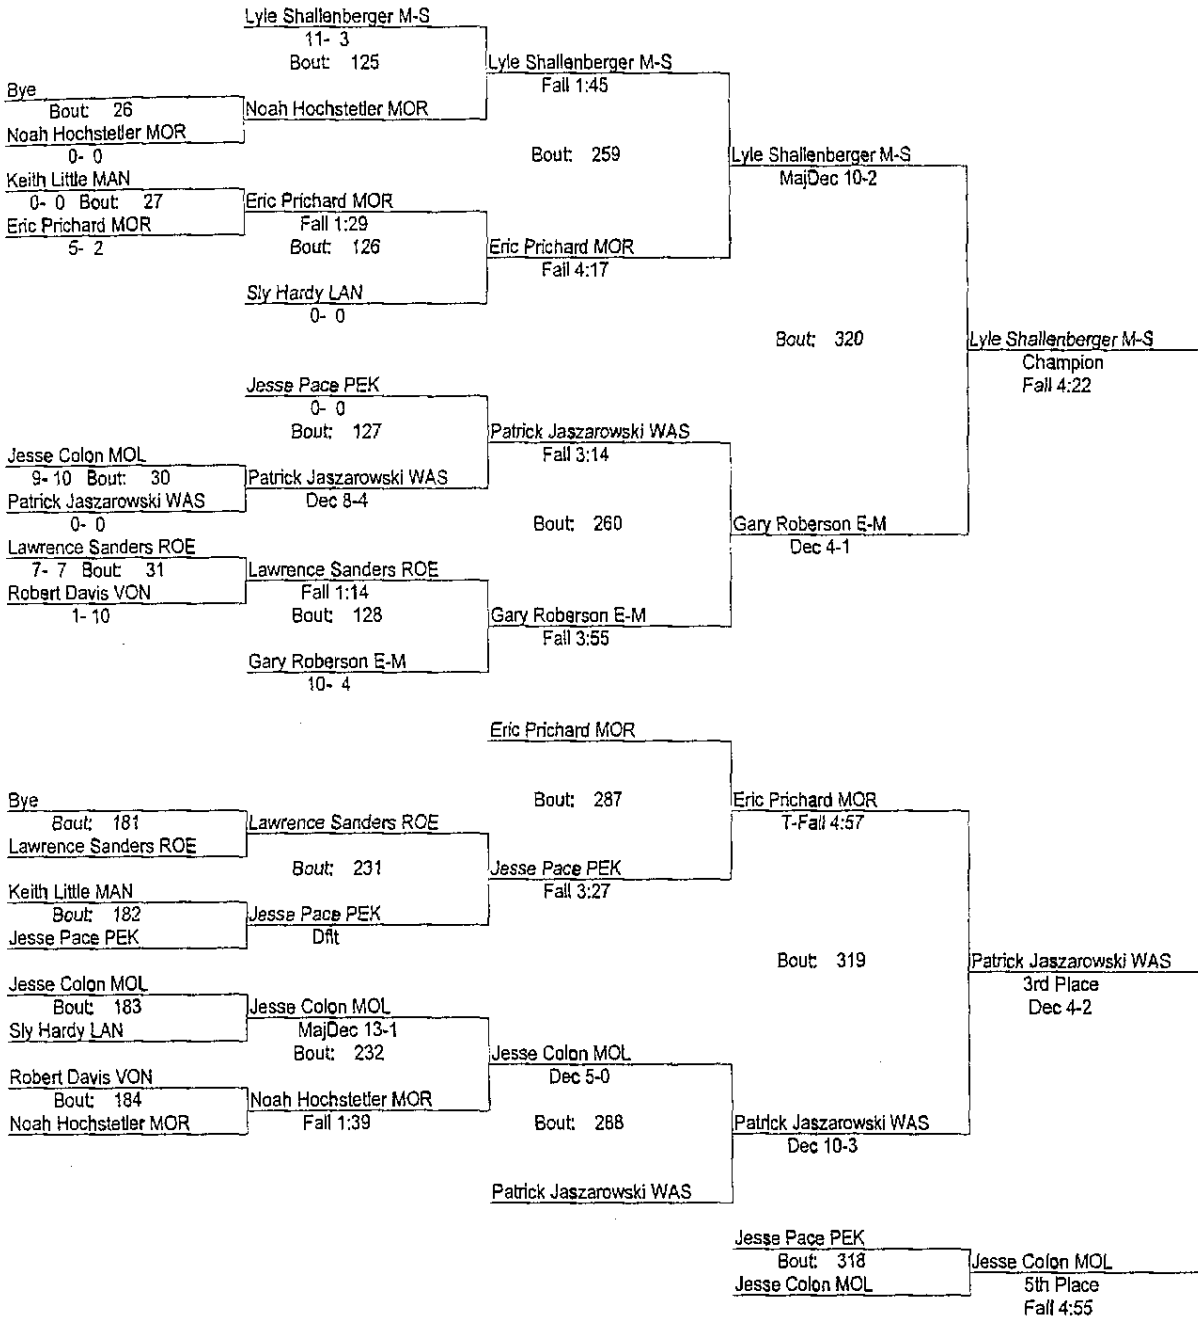 Lyle Shallenberger M-S
11- 3
Bout: 125
Lyle Shallenberger M-S
Fall 1:45
Bye
Bout: 26
Noah Hochstetler MOR
Noah Hochstetler MOR
0- 0
Bout: 259
Lyle Shallenberger M-S
MajDec 10-2
Keith Little MAN
0- 0 Bout: 27
Eric Prichard MOR
5- 2
Eric Prichard MOR
Fall 1:29
Bout: 126
Eric Prichard MOR
Fall 4:17
Sly Hardy LAN
0- 0
Bout: 320
Lyle Shallenberger M-S
Champion
Fall 4:22
Jesse Pace PEK
0- 0
Bout: 127
Patrick Jaszarowski WAS
Fall 3:14
Jesse Colon MOL
9- 10 Bout: 30
Patrick Jaszarowski WAS
0- 0
Patrick Jaszarowski WAS
Dec 8-4
Bout: 260
Gary Roberson E-M
Dec 4-1
Lawrence Sanders ROE
7- 7 Bout: 31
Robert Davis VON
1- 10
Lawrence Sanders ROE
Fall 1:14
Bout: 128
Gary Roberson E-M
Fall 3:55
Gary Roberson E-M
10- 4
Eric Prichard MOR
Bout: 287
Eric Prichard MOR
T-Fall 4:57
Bye
Bout: 181
Lawrence Sanders ROE
Lawrence Sanders ROE
Bout: 231
Jesse Pace PEK
Fall 3:27
Keith Little MAN
Bout: 182
Jesse Pace PEK
Jesse Pace PEK
Dflt
Bout: 319
Patrick Jaszarowski WAS
3rd Place
Dec 4-2
Jesse Colon MOL
Bout: 183
Sly Hardy LAN
Jesse Colon MOL
MajDec 13-1
Bout: 232
Jesse Colon MOL
Dec 5-0
Robert Davis VON
Bout: 184
Noah Hochstetler MOR
Noah Hochstetler MOR
Fall 1:39
Bout: 288
Patrick Jaszarowski WAS
Dec 10-3
Patrick Jaszarowski WAS
Jesse Pace PEK
Bout: 318
Jesse Colon MOL
Jesse Colon MOL
5th Place
Fall 4:55